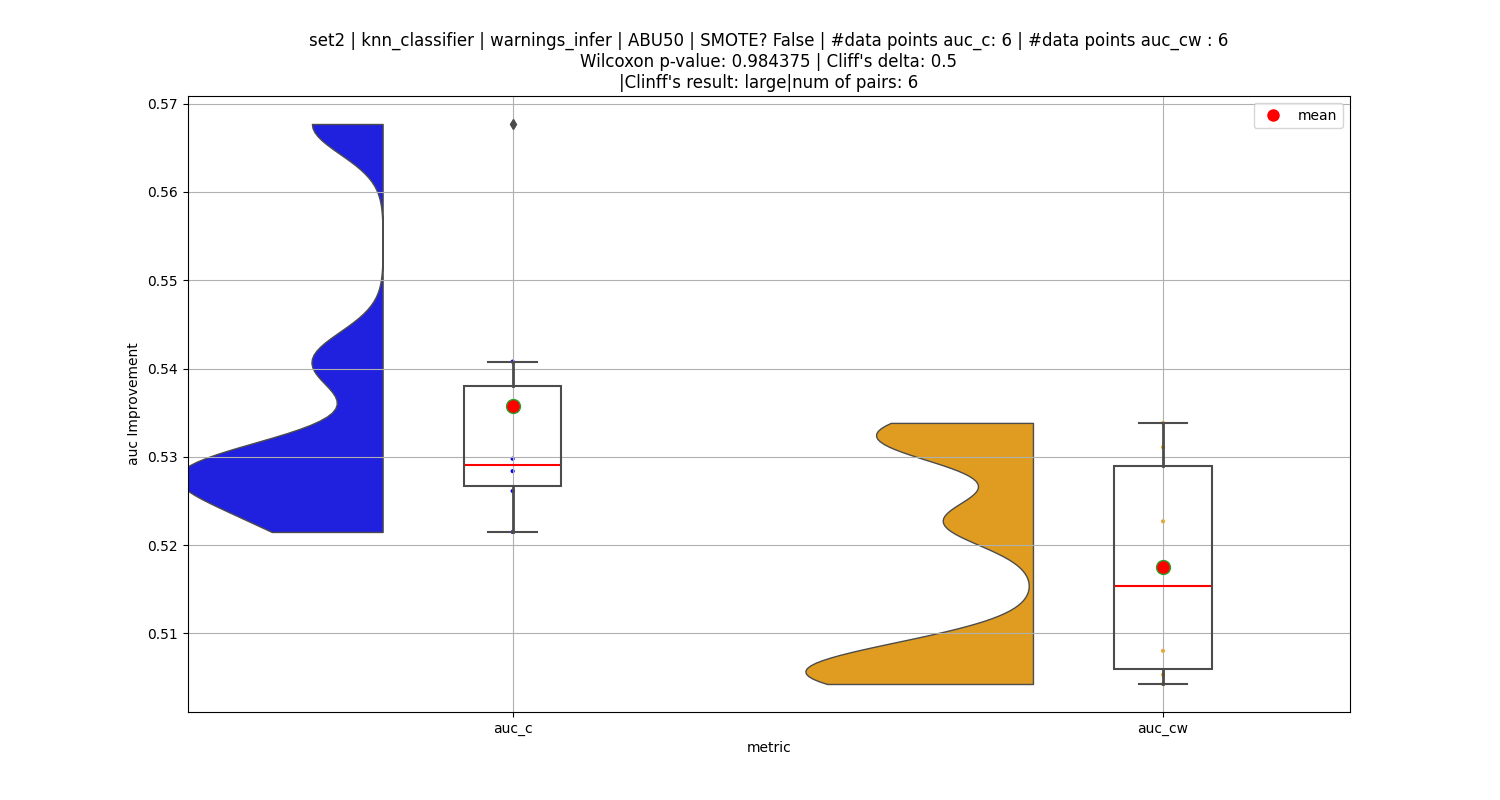 set2 | knn_classifier | warnings_infer | ABU50 | SMOTE? False | #data points auc_c: 6 | #data points auc_cw : 6
Wilcoxon p-value: 0.984375 | Cliff's delta: 0.5
|Clinff's result: large|num of pairs: 6
mean
0.57
0.56
0.55
0.54
0.53
0.52
0.51
auc Improvement
auc_c
auc_cw
metric